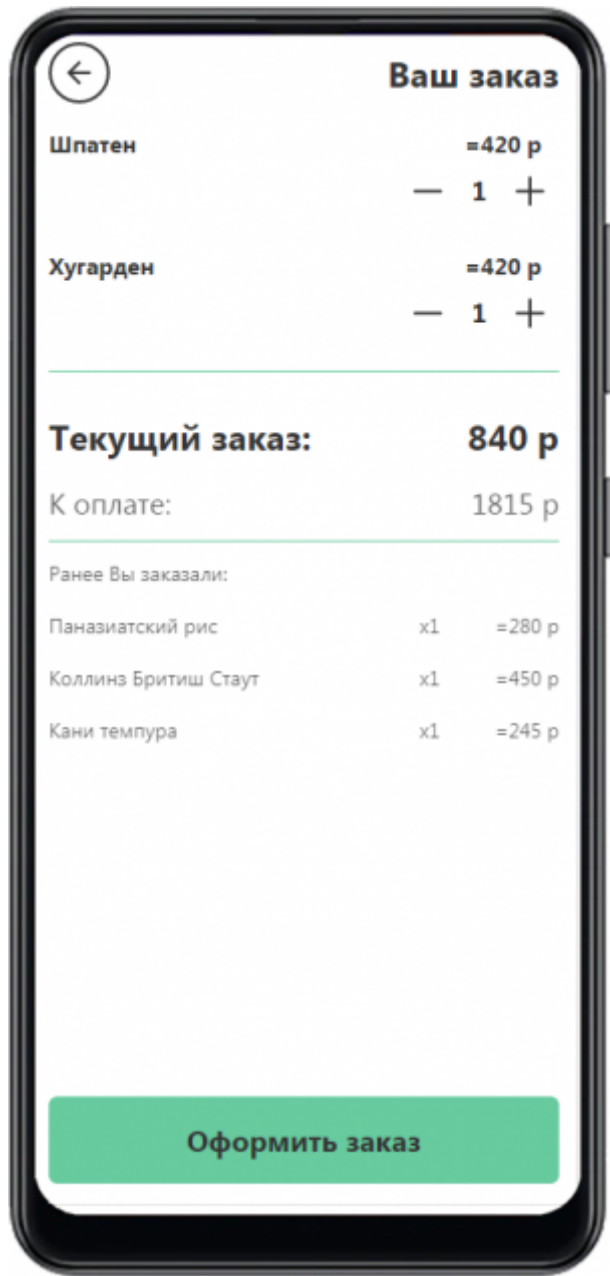 Ваш заказ
Шпатен =420 р
— 1 +
Хугарден =420 р
— 1 +
Текущий заказ: 840 р
К оплате: 1815 р
Ранее Вы заказали:
Паназиатский рис x1 =280 р
Коллинз Бритиш Стаут x1 =450 р
Кани темпура x1 =245 р
Оформить заказ